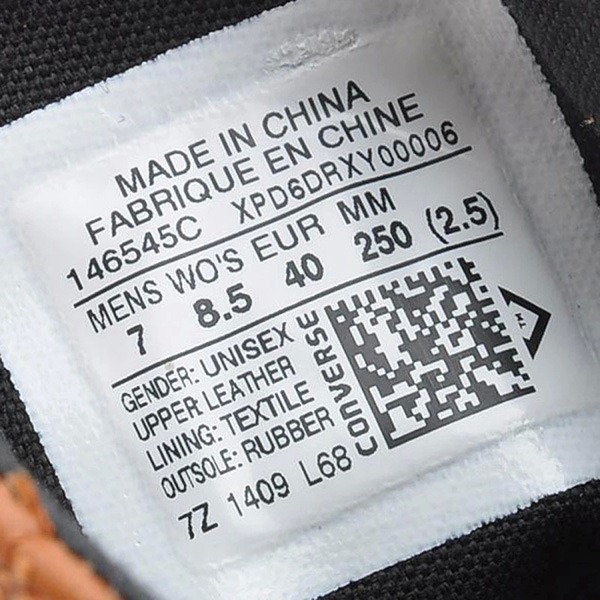 MADE IN CHINA
FABRIQUE EN CHINE
146545C XPD6DRXY00006
MENS WO'S EUR MM
7 8.5 40 250 (2.5)
GENDER: UNISEX
UPPER: LEATHER
LINING: TEXTILE
OUTSOLE: RUBBER
7Z 1409 L68
CONVERSE
TM